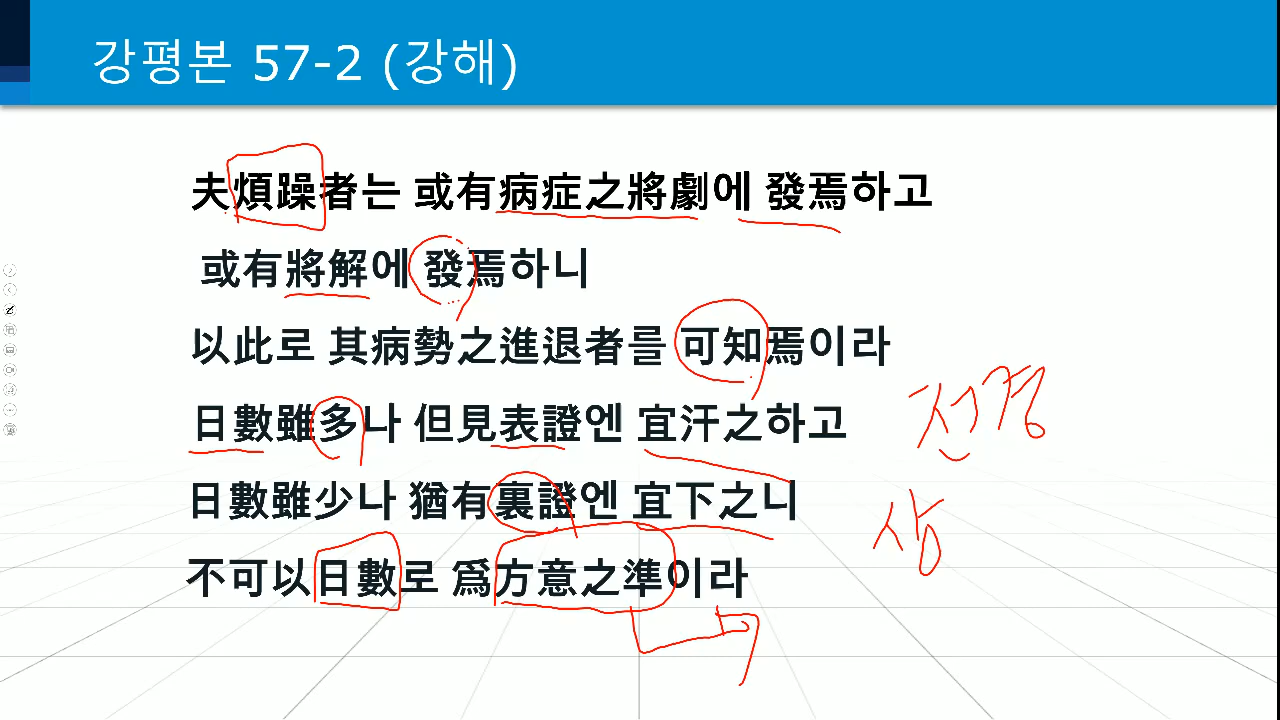 강평본 57-2 (강해)
夫煩躁者는 或有病症之將劇에 發焉하고
或有將解에 發焉하니
以此로 其病勢之進退者를 可知焉이라
日數雖多나 但見表證엔 宜汗之하고
日數雖少나 猶有裏證엔 宜下之니
不可以日數로 爲方意之準이라
전경
상